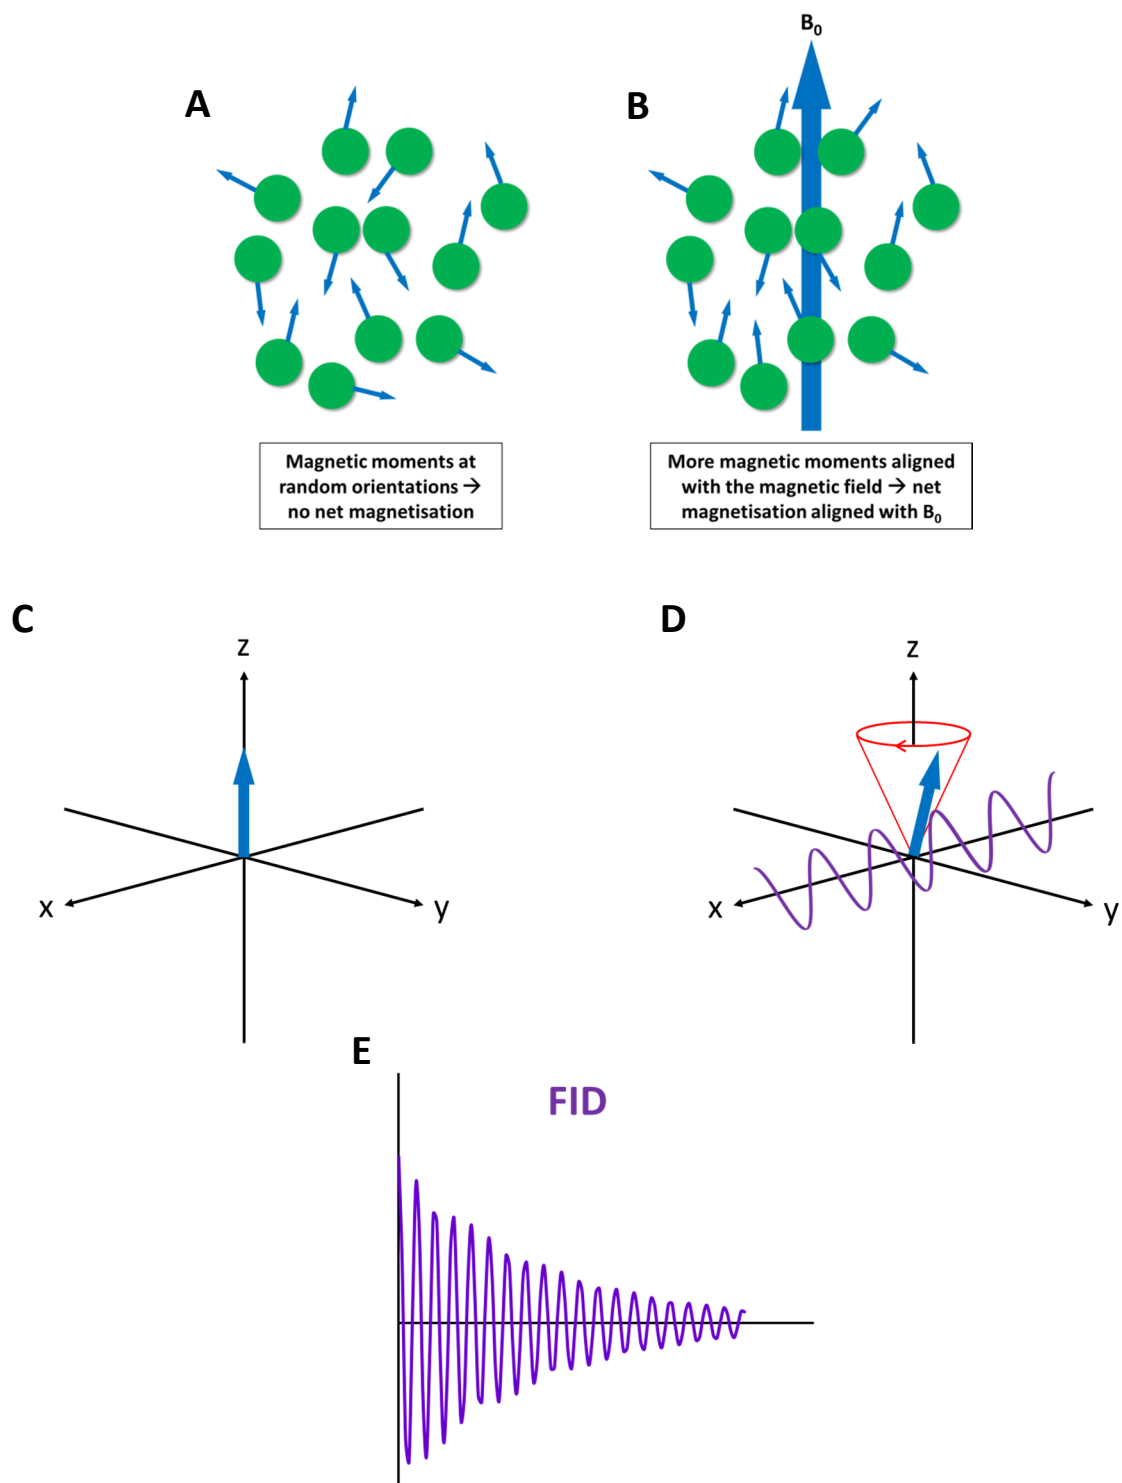 B₀
A
B
Magnetic moments at
random orientations →
no net magnetisation
More magnetic moments aligned
with the magnetic field → net
magnetisation aligned with B₀
C
D
z
x
y
z
x
y
E
FID